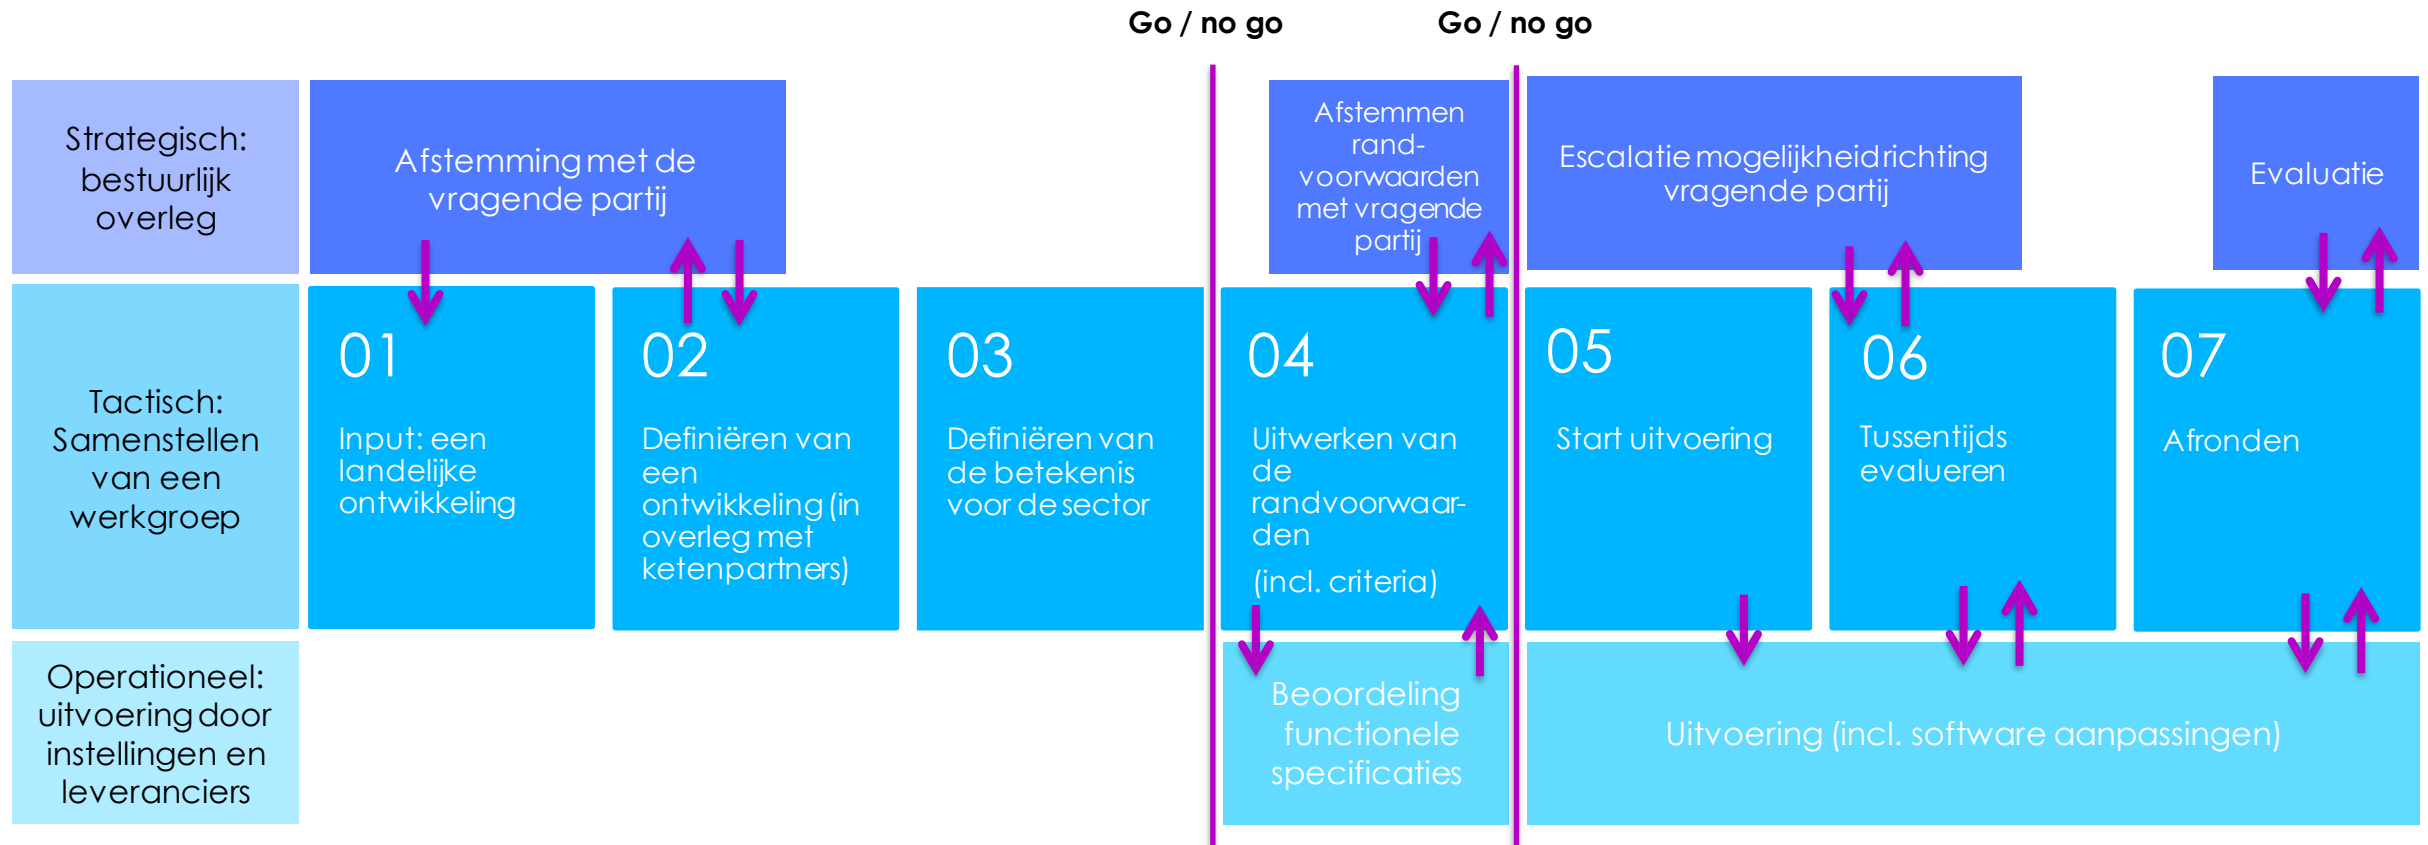 Go / no go
Go / no go
Strategisch:
bestuurlijk
overleg
Afstemming met de
vragende partij
Afstemmen
rand-
voorwaarden
met vragende
partij
Escalatie mogelijkheid richting
vragende partij
Evaluatie
Tactisch:
Samenstellen
van een
werkgroep
01
Input: een
landelijke
ontwikkeling
02
Definiëren van
een
ontwikkeling (in
overleg met
ketenpartners)
03
Definiëren van
de betekenis
voor de sector
04
Uitwerken van
de
randvoorwaar-
den
(incl. criteria)
05
Start uitvoering
06
Tussentijds
evalueren
07
Afronden
Operationeel:
uitvoering door
instellingen en
leveranciers
Beoordeling
functionele
specificaties
Uitvoering (incl. software aanpassingen)